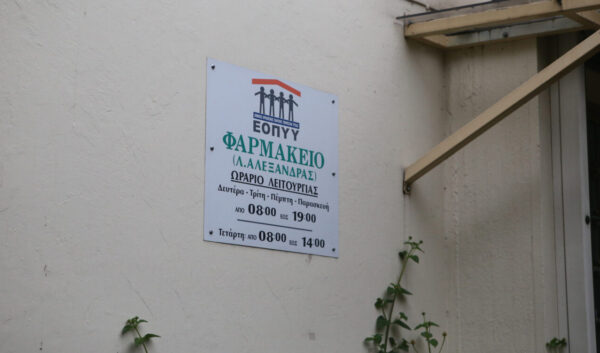 ΕΟΠΥΥ
ΦΑΡΜΑΚΕΙΟ
(Λ.ΑΛΕΞΑΝΔΡΑΣ)
ΩΡΑΡΙΟ ΛΕΙΤΟΥΡΓΙΑΣ
Δευτέρα - Τρίτη - Πέμπτη - Παρασκευή
ΑΠΟ 08:00 ΕΩΣ 19:00
Τετάρτη: ΑΠΟ 08:00 ΕΩΣ 14:00